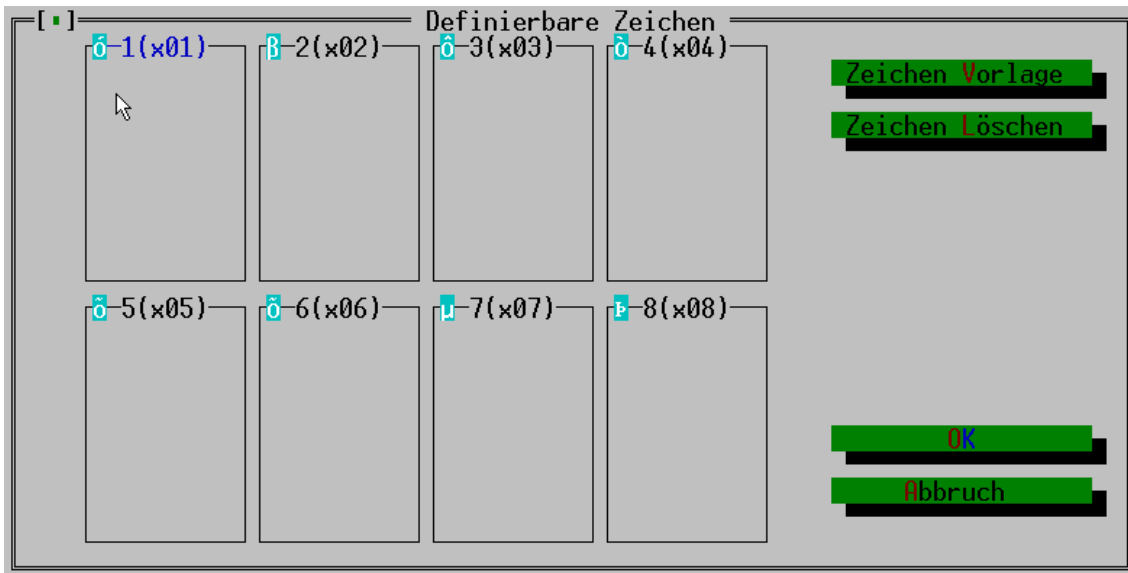 Definierbare Zeichen
ó 1(x01) β 2(x02) ô 3(x03) ò 4(x04)
Zeichen Vorlage
Zeichen Löschen
õ 5(x05) õ 6(x06) µ 7(x07) Þ 8(x08)
OK
Abbruch